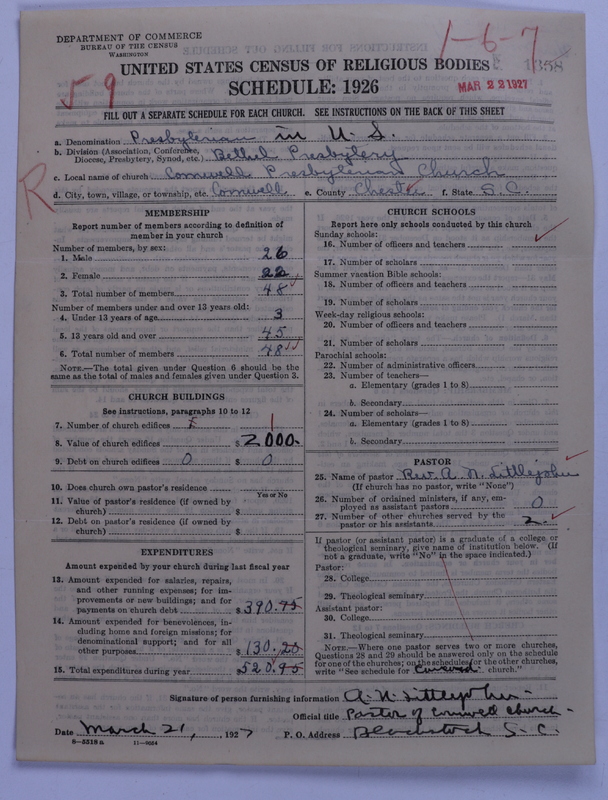 DEPARTMENT OF COMMERCE
BUREAU OF THE CENSUS
WASHINGTON
1-6-7
1358
59
UNITED STATES CENSUS OF RELIGIOUS BODIES
MAR 22 1927
SCHEDULE: 1926
FILL OUT A SEPARATE SCHEDULE FOR EACH CHURCH. SEE INSTRUCTIONS ON THE BACK OF THIS SHEET
a. Denomination Presbyterian in U. S.
b. Division (Association, Conference, Diocese, Presbytery, Synod, etc.) Bethel Presbytery
c. Local name of church Cornwell Presbyterian Church
R
d. City, town, village, or township, etc. Cornwell e. County Chester f. State S. C.
MEMBERSHIP
Report number of members according to definition of
member in your church
Number of members, by sex:
1. Male 26
2. Female 22
3. Total number of members 48
Number of members under and over 13 years old:
4. Under 13 years of age 3
5. 13 years old and over 45
6. Total number of members 48
NOTE.—The total given under Question 6 should be the
same as the total of males and females given under Question 3.
CHURCH BUILDINGS
See instructions, paragraphs 10 to 12
7. Number of church edifices 1
8. Value of church edifices $ 2000.
9. Debt on church edifices 0 $ 0
10. Does church own pastor's residence
Yes or No
11. Value of pastor's residence (if owned by
church) $
12. Debt on pastor's residence (if owned by
church) $
EXPENDITURES
Amount expended by your church during last fiscal year
13. Amount expended for salaries, repairs,
and other running expenses; for im-
provements or new buildings; and for
payments on church debt $ 390.75
14. Amount expended for benevolences, in-
cluding home and foreign missions; for
denominational support; and for all
other purposes $ 130.20
15. Total expenditures during year 520.95
CHURCH SCHOOLS
Report here only schools conducted by this church
Sunday schools:
16. Number of officers and teachers
17. Number of scholars
Summer vacation Bible schools:
18. Number of officers and teachers
19. Number of scholars
Week-day religious schools:
20. Number of officers and teachers
21. Number of scholars
Parochial schools:
22. Number of administrative officers
23. Number of teachers—
a. Elementary (grades 1 to 8)
b. Secondary
24. Number of scholars—
a. Elementary (grades 1 to 8)
b. Secondary
PASTOR
25. Name of pastor Rev. A. N. Littlejohn
(If church has no pastor, write "None")
26. Number of ordained ministers, if any, em-
ployed as assistant pastors 0
27. Number of other churches served by the
pastor or his assistants 2
If pastor (or assistant pastor) is a graduate of a college or
theological seminary, give name of institution below. (If
not a graduate, write "No" in the space indicated.)
Pastor:
28. College
29. Theological seminary
Assistant pastor:
30. College
31. Theological seminary
NOTE.—Where one pastor serves two or more churches,
Questions 28 and 29 should be answered only on the schedule
for one of the churches; on the schedules for the other churches,
write "See schedule for church."
Signature of person furnishing information A. N. Littlejohn
Official title Pastor of Cornwell Church
Date March 21, 1927 P. O. Address Blackstock S. C.
8-5518a 11-9054